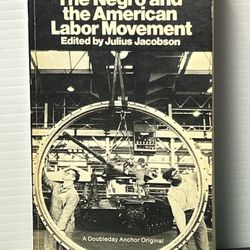 The Negro and
the American
Labor Movement
Edited by Julius Jacobson
A Doubleday Anchor Original